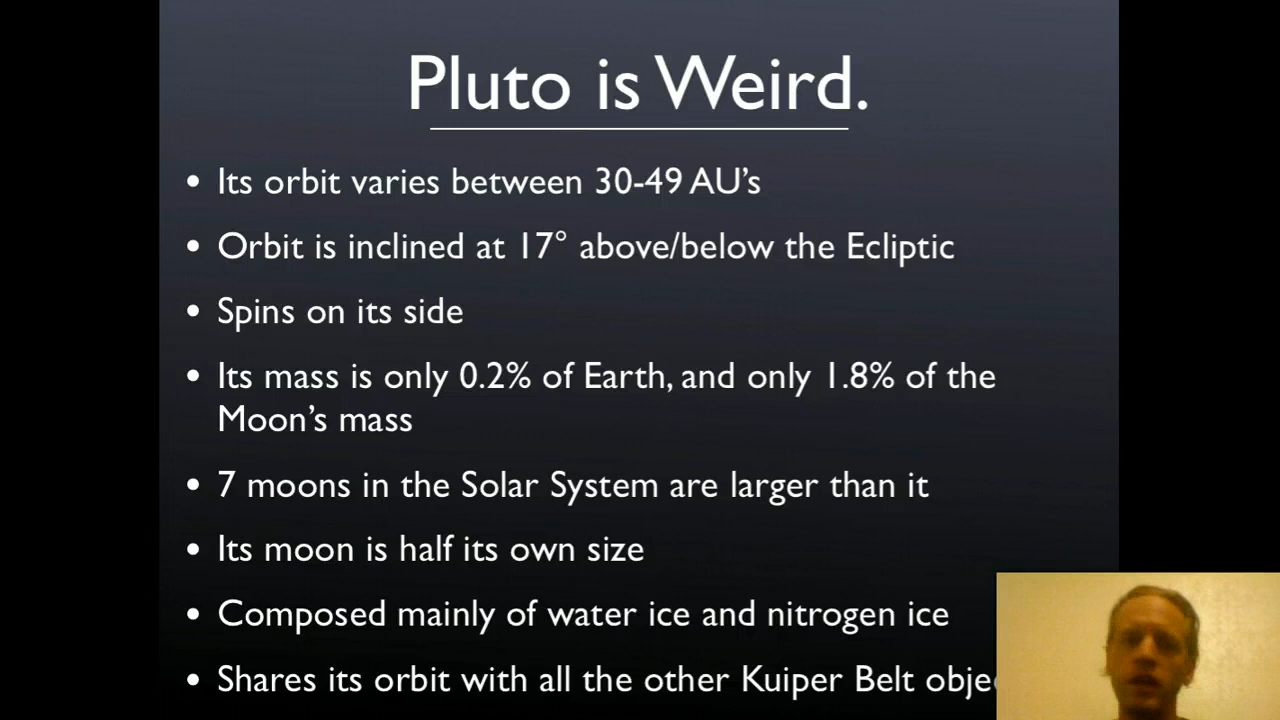 Pluto is Weird.
• Its orbit varies between 30-49 AU's
• Orbit is inclined at 17° above/below the Ecliptic
• Spins on its side
• Its mass is only 0.2% of Earth, and only 1.8% of the
Moon's mass
• 7 moons in the Solar System are larger than it
• Its moon is half its own size
• Composed mainly of water ice and nitrogen ice
• Shares its orbit with all the other Kuiper Belt